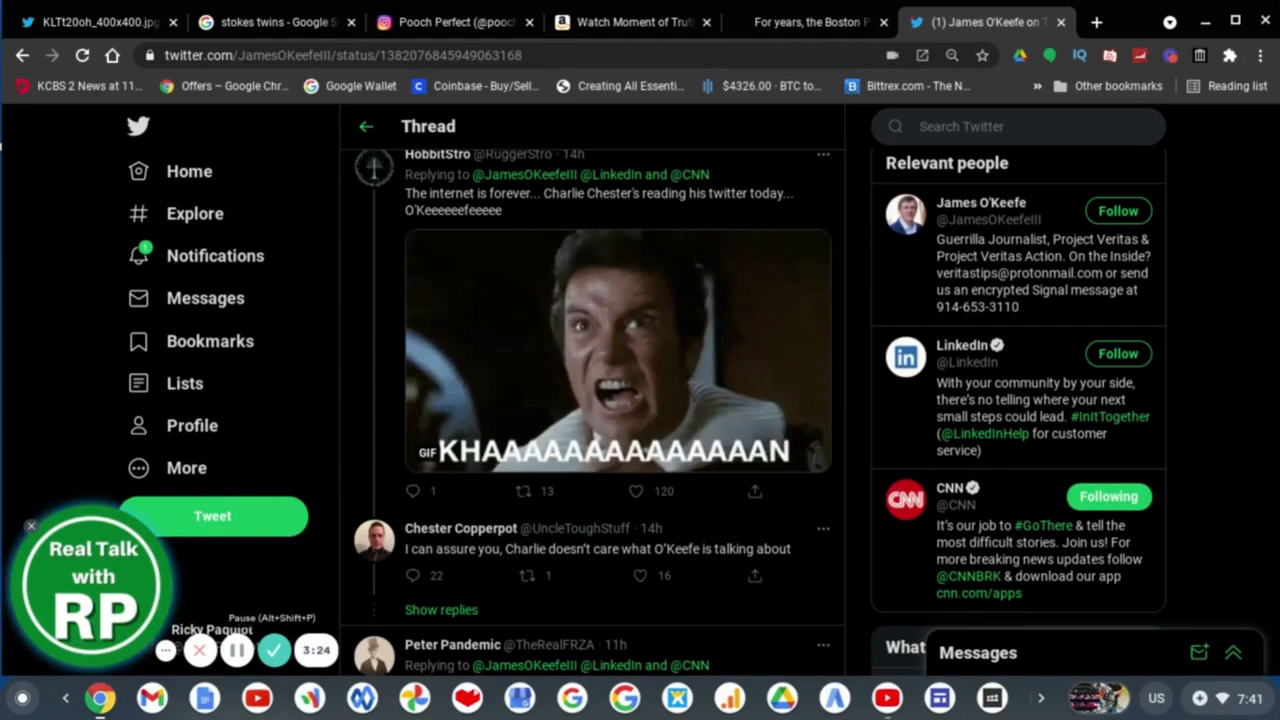 KLTt20oh_400x400.jpg
stokes twins - Google S
Pooch Perfect (@pooch
Watch Moment of Trut
For years, the Boston P
(1) James O'Keefe on T
twitter.com/JamesOKeefeIII/status/1382076845949063168
KCBS 2 News at 11...
Offers – Google Chr...
Google Wallet
Coinbase - Buy/Sell...
Creating All Essenti...
$4326.00 · BTC to...
Bittrex.com - The N...
Other bookmarks
Reading list
Home
Explore
1
Notifications
Messages
Bookmarks
Lists
Profile
More
Tweet
Real Talk
with
RP
Pause (Alt+Shift+P)
Ricky Paquiot
3:24
Thread
HobbitStro @RuggerStro · 14h
Replying to @JamesOKeefeIII @LinkedIn and @CNN
The internet is forever... Charlie Chester's reading his twitter today...
O'Keeeeeefeeeee
GIF
KHAAAAAAAAAAAAAAN
1 13 120
Chester Copperpot @UncleToughStuff · 14h
I can assure you, Charlie doesn't care what O'Keefe is talking about
22 1 16
Show replies
Peter Pandemic @TheRealFRZA · 11h
Replying to @JamesOKeefeIII @LinkedIn and @CNN
Search Twitter
Relevant people
James O'Keefe
@JamesOKeefeIII
Follow
Guerrilla Journalist, Project Veritas &
Project Veritas Action. On the Inside?
veritastips@protonmail.com or send
us an encrypted Signal message at
914-653-3110
LinkedIn
@LinkedIn
Follow
With your community by your side,
there's no telling where your next
small steps could lead. #InItTogether
(@LinkedInHelp for customer
service)
CNN
CNN
@CNN
Following
It's our job to #GoThere & tell the
most difficult stories. Join us! For
more breaking news updates follow
@CNNBRK & download our app
cnn.com/apps
What
Messages
US
7:41